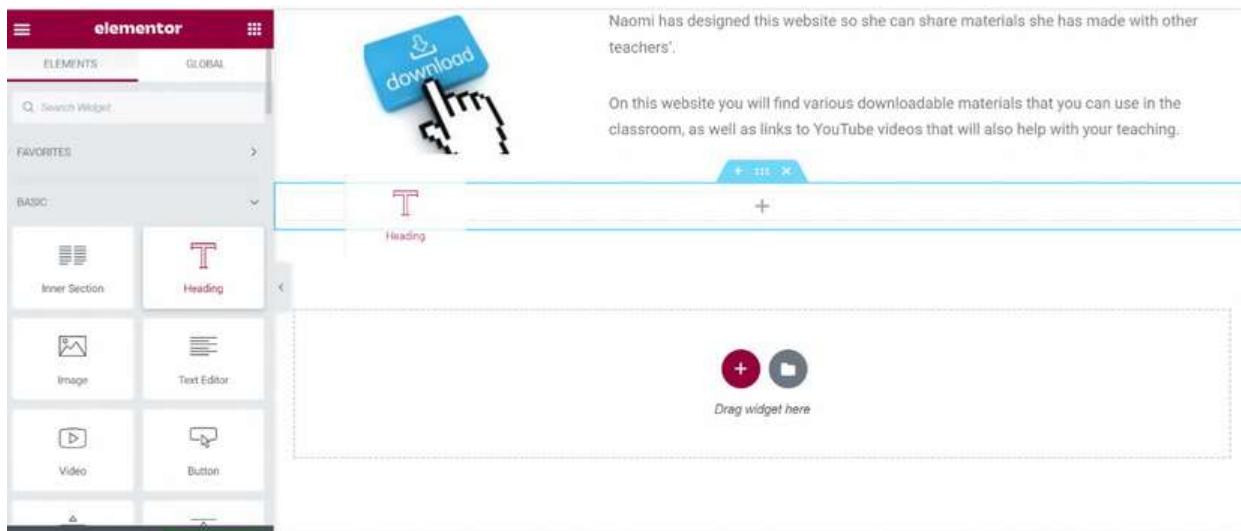 elementor
ELEMENTS GLOBAL
Search Widget
FAVORITES
BASIC
Inner Section Heading
Image Text Editor
Video Button
download
Naomi has designed this website so she can share materials she has made with other
teachers'.
On this website you will find various downloadable materials that you can use in the
classroom, as well as links to YouTube videos that will also help with your teaching.
Heading
Drag widget here